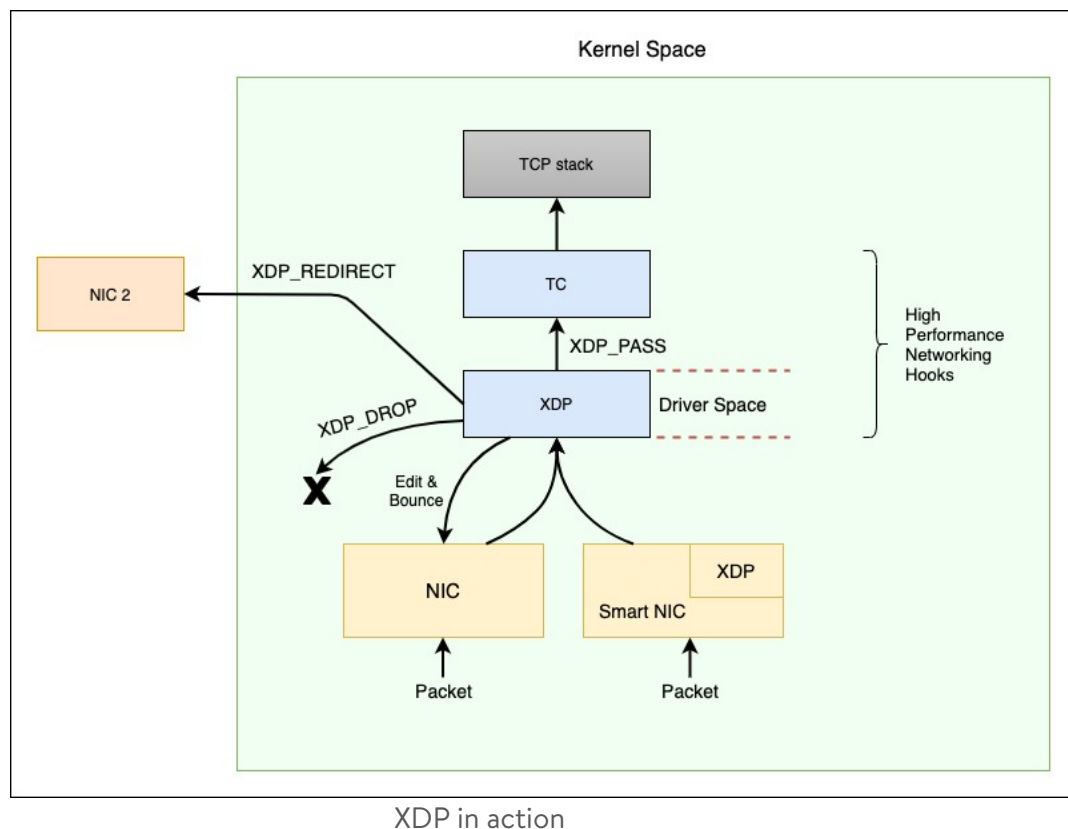 Kernel Space
TCP stack
XDP_REDIRECT
NIC 2
TC
High
Performance
Networking
Hooks
XDP_PASS
XDP
Driver Space
XDP_DROP
X
Edit &
Bounce
NIC
XDP
Smart NIC
Packet
Packet
XDP in action